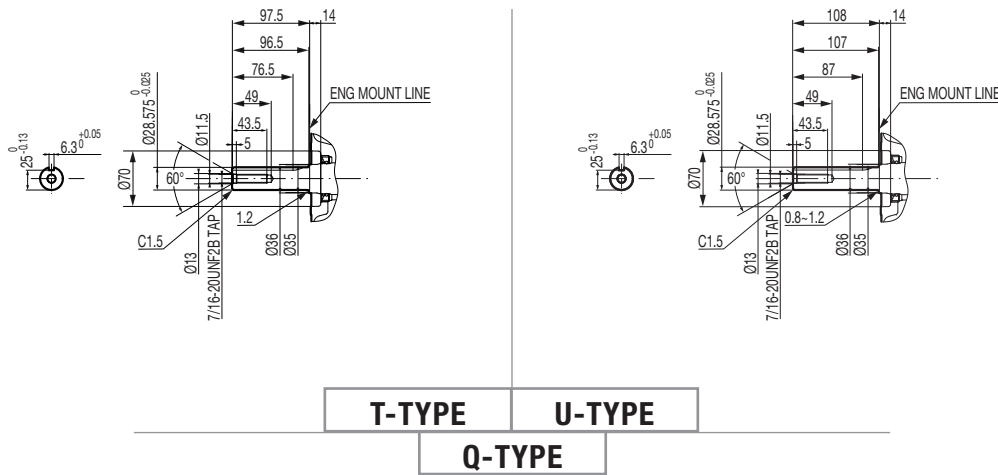 97.5
14
96.5
76.5
49
43.5
5
ENG MOUNT LINE
Ø28.575 0 -0.025
Ø11.5
25 0 -0.13
6.3 +0.05 0
Ø70
60°
C1.5
Ø13
7/16-20UNF2B TAP
1.2
Ø36
Ø35
108
14
107
87
49
43.5
5
ENG MOUNT LINE
Ø28.575 0 -0.025
Ø11.5
25 0 -0.13
6.3 +0.05 0
Ø70
60°
C1.5
Ø13
7/16-20UNF2B TAP
0.8~1.2
Ø36
Ø35
T-TYPE
U-TYPE
Q-TYPE